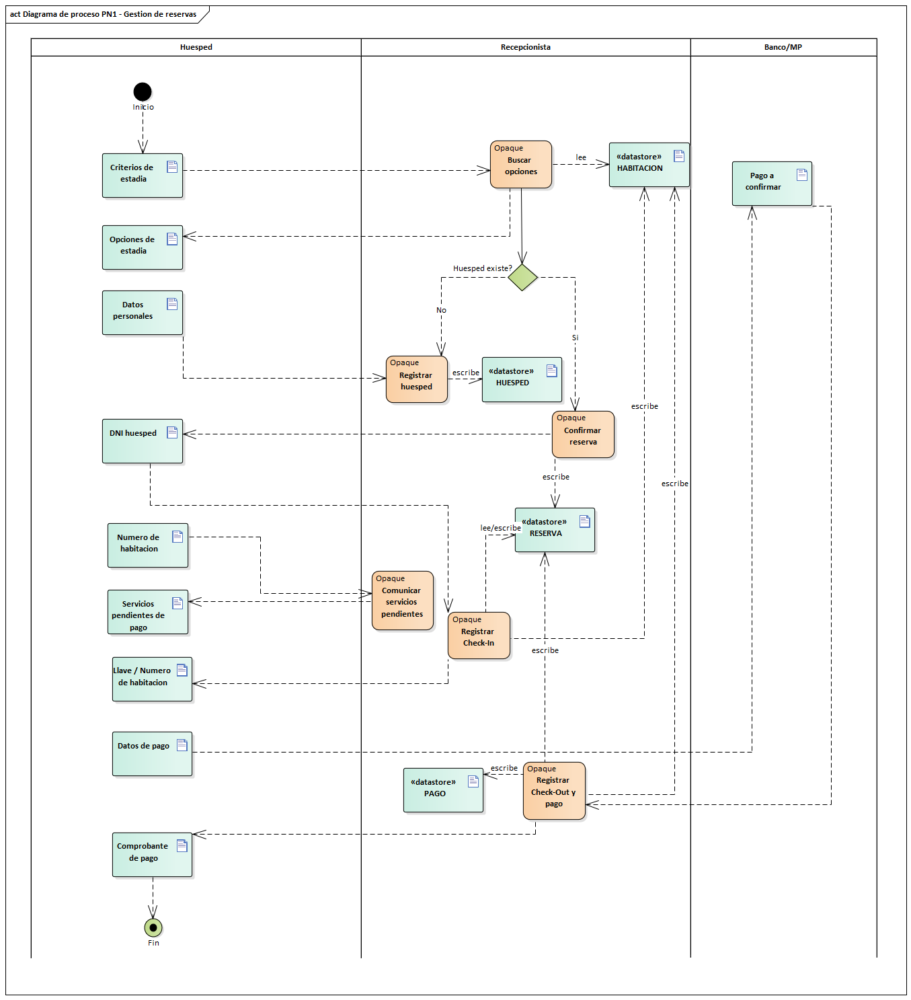 act Diagrama de proceso PN1 - Gestion de reservas
Huesped
Recepcionista
Banco/MP
Inicio
Criterios de
estadia
Opaque
Buscar
opciones
lee
«datastore»
HABITACION
Pago a
confirmar
Opciones de
estadia
Huesped existe?
Datos
personales
No
Si
Opaque
Registrar
huesped
escribe
«datastore»
HUESPED
escribe
DNI huesped
Opaque
Confirmar
reserva
escribe
escribe
Numero de
habitacion
lee/escribe
«datastore»
RESERVA
Servicios
pendientes de
pago
Opaque
Comunicar
servicios
pendientes
Opaque
Registrar
Check-In
escribe
Llave / Numero
de habitacion
Datos de pago
«datastore»
PAGO
escribe
Opaque
Registrar
Check-Out y
pago
Comprobante
de pago
Fin